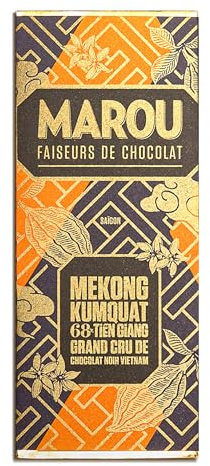 MAROU
FAISEURS DE CHOCOLAT
SAIGON
MEKONG
KUMQUAT
68% TIỀN GIANG
GRAND CRU DE
CHOCOLAT NOIR VIETNAM